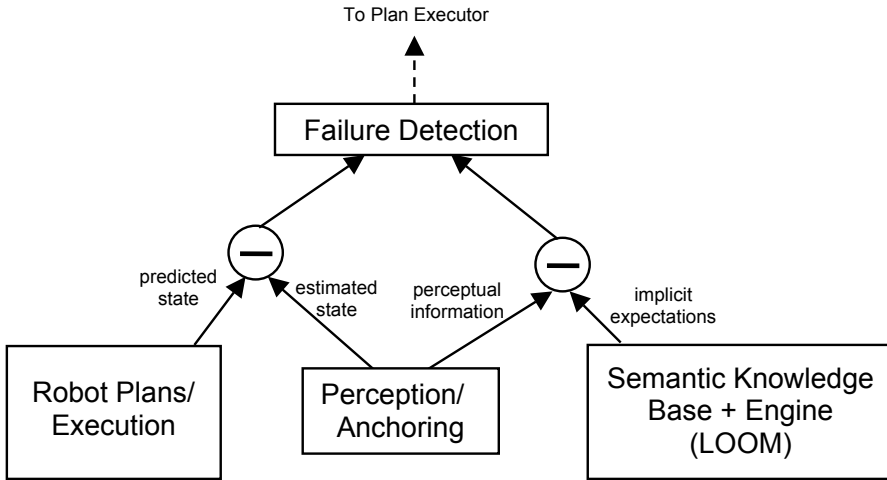 To Plan Executor
Failure Detection
predicted
state
estimated
state
perceptual
information
implicit
expectations
Robot Plans/
Execution
Perception/
Anchoring
Semantic Knowledge
Base + Engine
(LOOM)